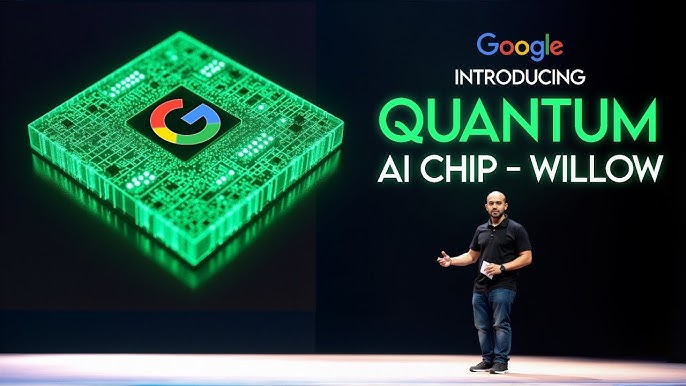 Google
INTRODUCING
QUANTUM
AI CHIP - WILLOW
G